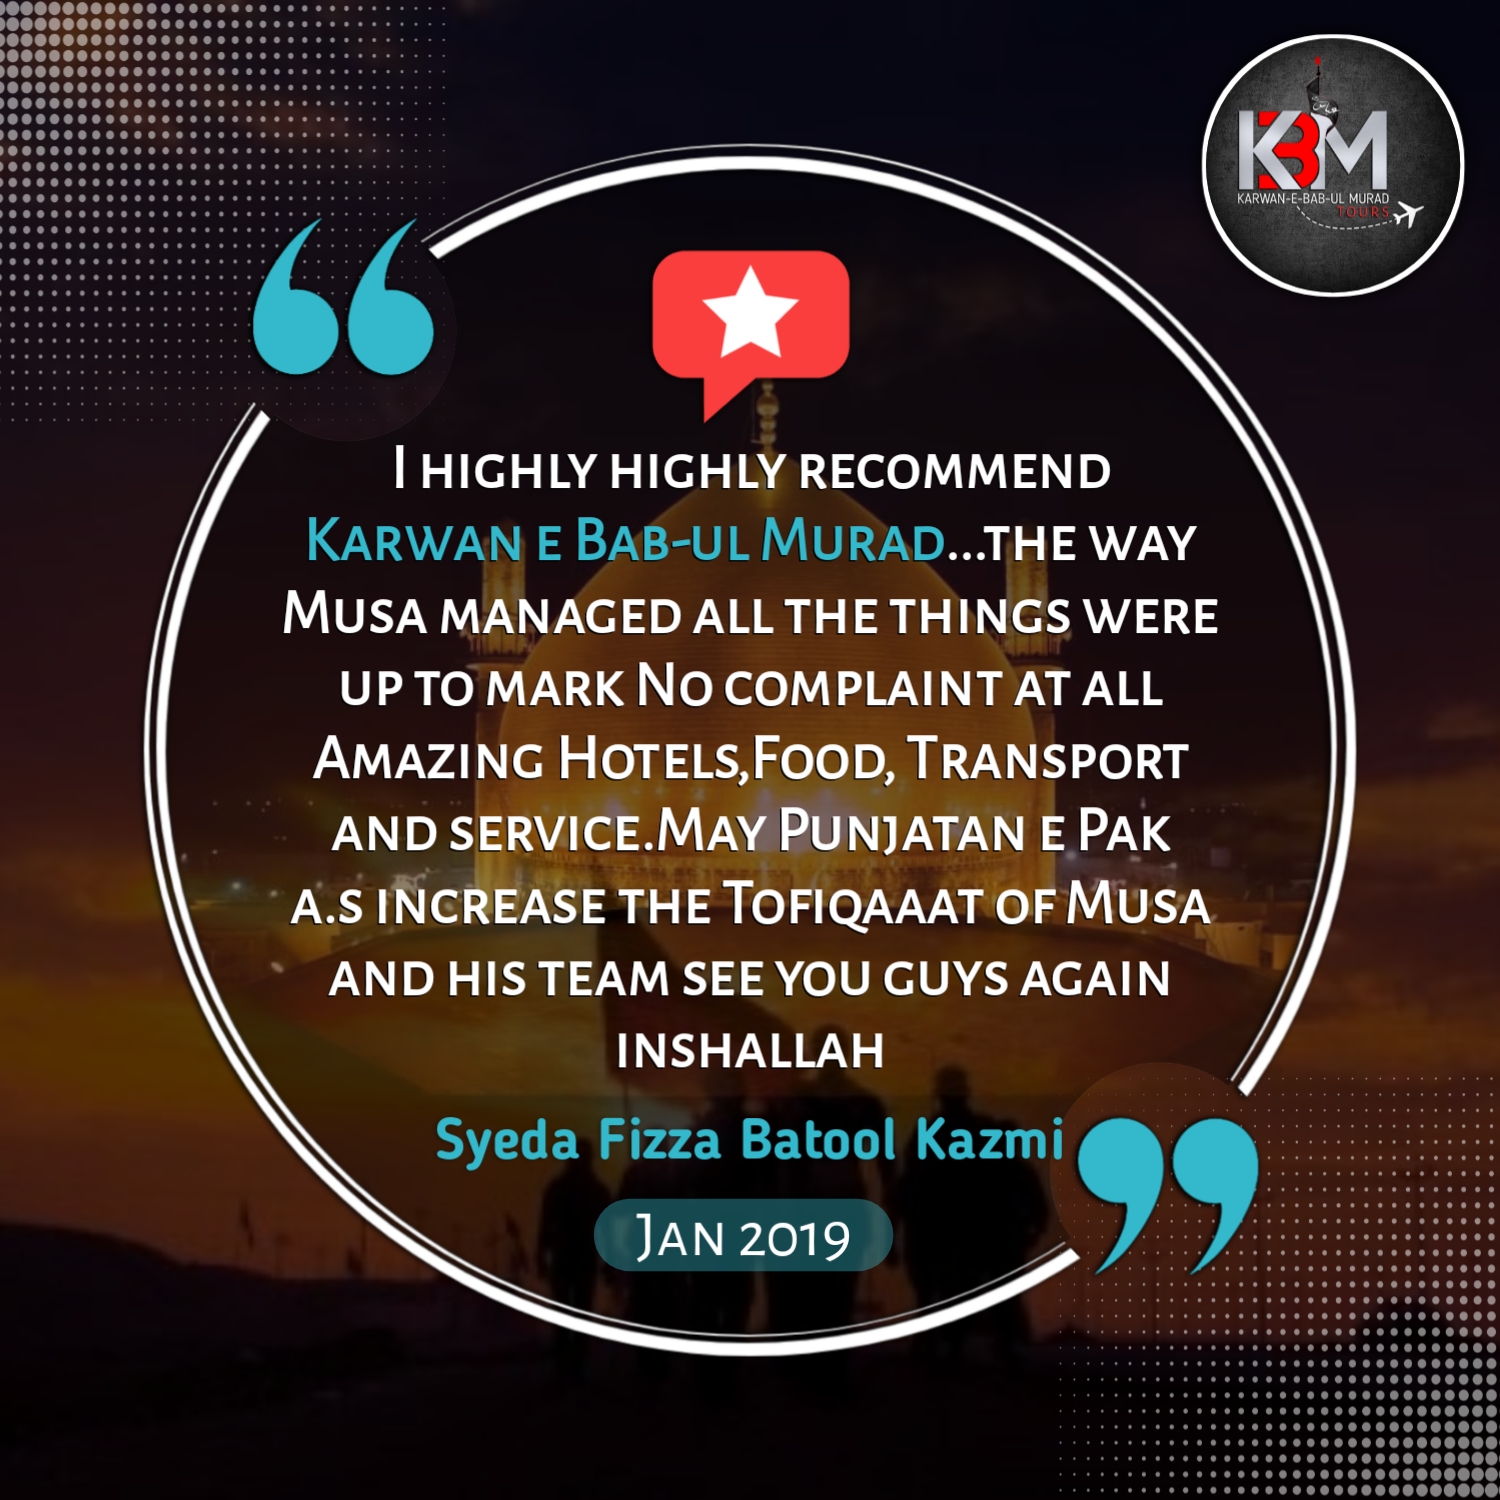 KBM
KARWAN-E-BAB-UL MURAD
TOURS
I HIGHLY HIGHLY RECOMMEND
KARWAN E BAB-UL MURAD...THE WAY
MUSA MANAGED ALL THE THINGS WERE
UP TO MARK NO COMPLAINT AT ALL
AMAZING HOTELS,FOOD, TRANSPORT
AND SERVICE.MAY PUNJATAN E PAK
A.S INCREASE THE TOFIQAAAT OF MUSA
AND HIS TEAM SEE YOU GUYS AGAIN
INSHALLAH
Syeda Fizza Batool Kazmi
JAN 2019